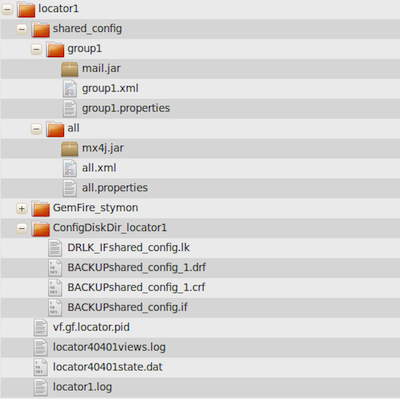 locator1
shared_config
group1
mail.jar
group1.xml
group1.properties
all
mx4j.jar
all.xml
all.properties
GemFire_stymon
ConfigDiskDir_locator1
DRLK_IFshared_config.lk
BACKUPshared_config_1.drf
BACKUPshared_config_1.crf
BACKUPshared_config.if
vf.gf.locator.pid
locator40401views.log
locator40401state.dat
locator1.log